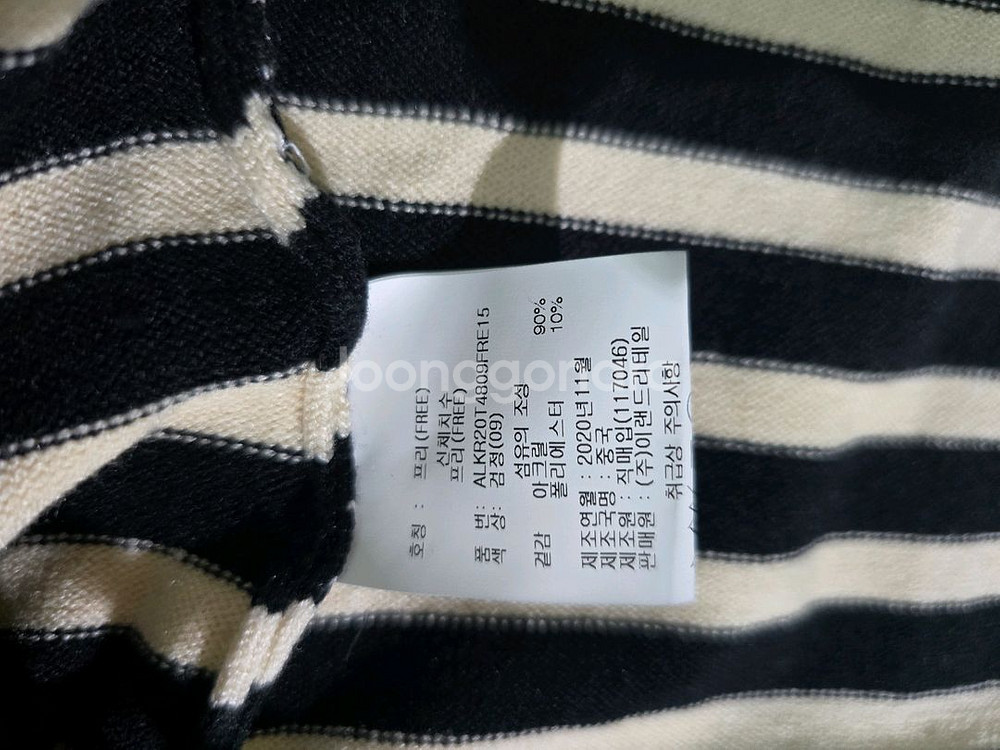 호칭 : 프리(FREE)
신체치수
프리(FREE)
품 번: ALKR20T4809FRE15
색 상: 검정(09)
섬유의 조성
겉감 아크릴 90%
폴리에스터 10%
제조연월 : 2020년11월
제조국명 : 중국
제조원 : 직매입(117046)
판매원 : (주)이랜드리테일
취급상 주의사항